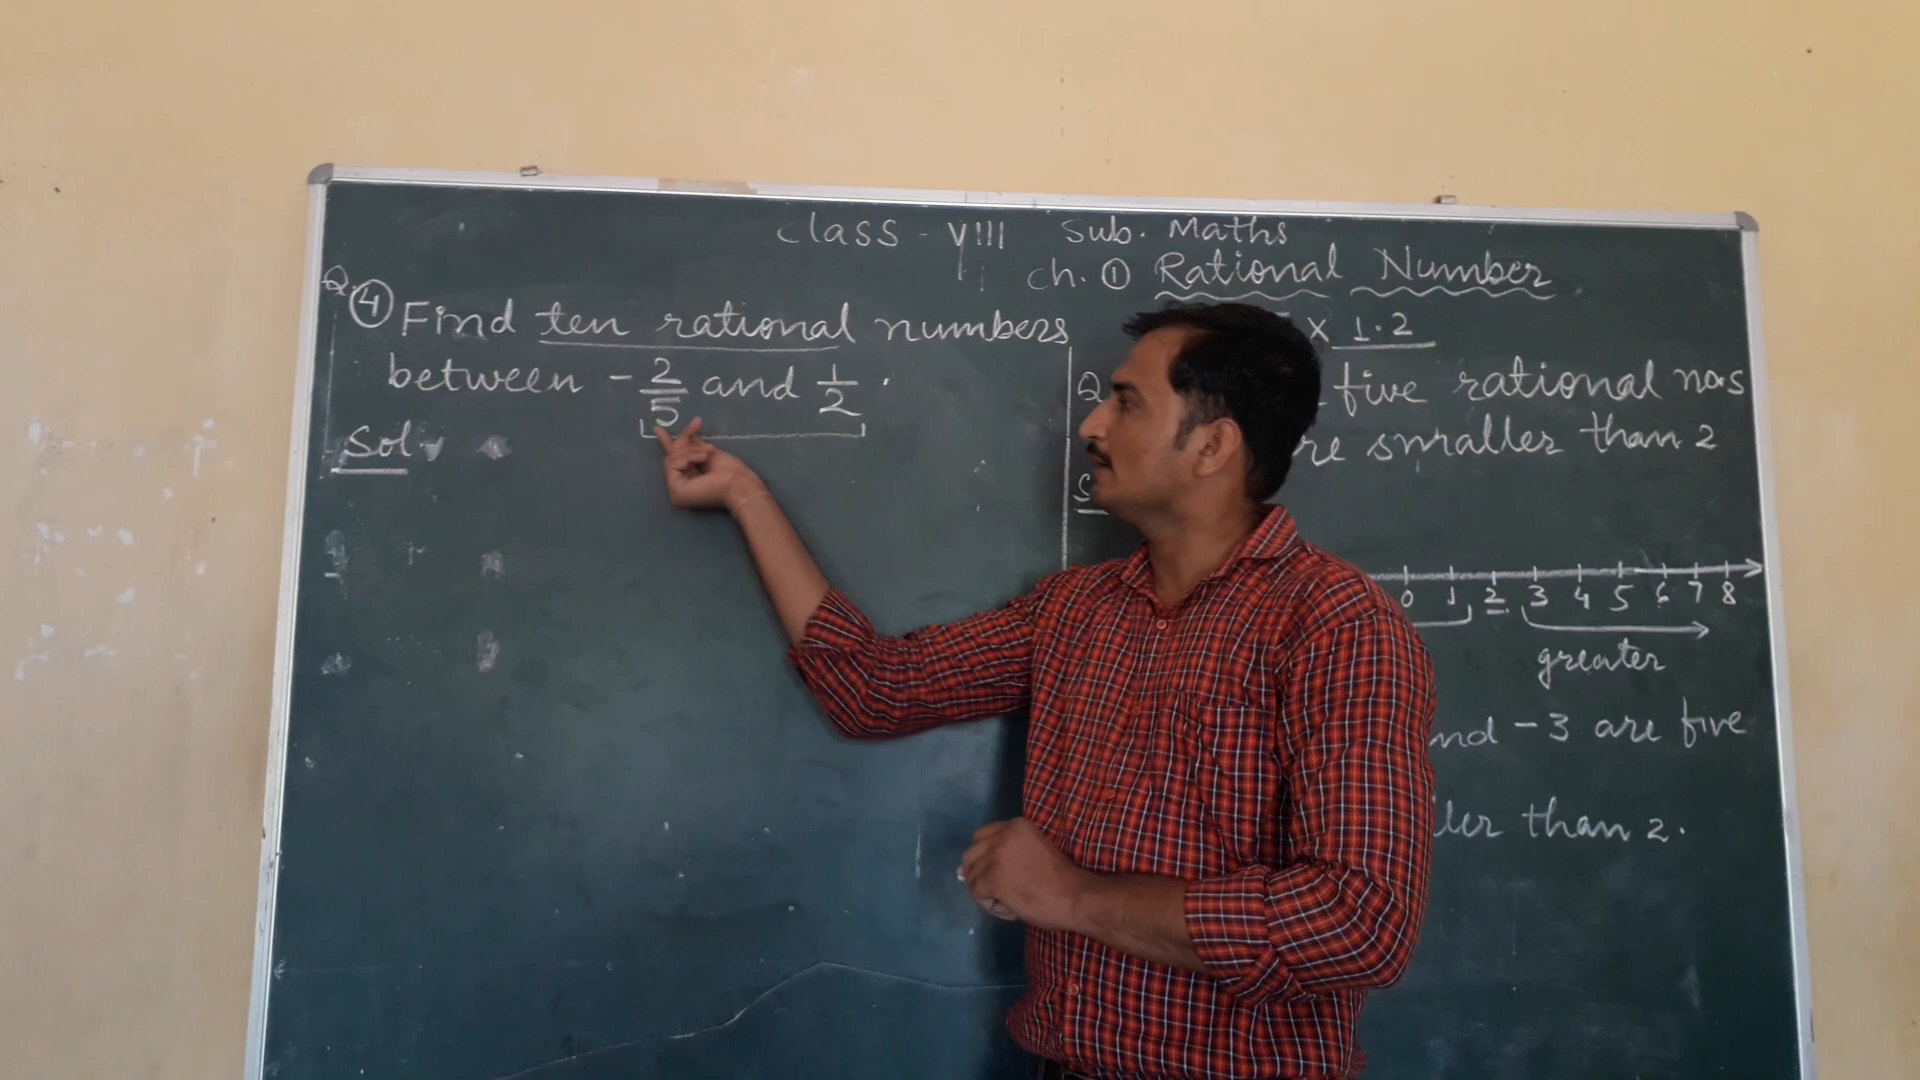 Class - VIII Sub. Maths
Ch. ① Rational Number
x 1.2
Q. ④ Find ten rational numbers
between - 2/5 and 1/2 .
Sol.
Q five rational nos
re smaller than 2
S
0 1 2 3 4 5 6 7 8
greater
and -3 are five
ler than 2.